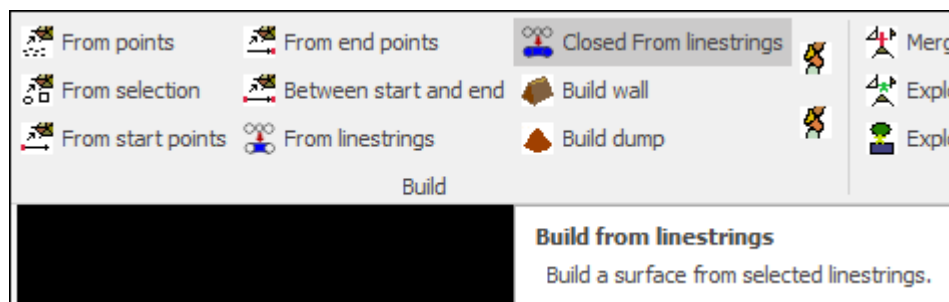 From points
From end points
Closed From linestrings
From selection
Between start and end
Build wall
From start points
From linestrings
Build dump
Build
Build from linestrings
Build a surface from selected linestrings.